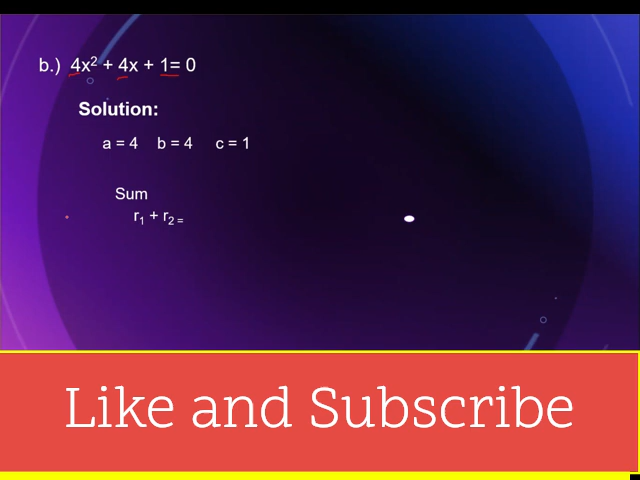 b.) 4x² + 4x + 1= 0
Solution:
a = 4 b = 4 c = 1
Sum
r₁ + r₂ =
Like and Subscribe